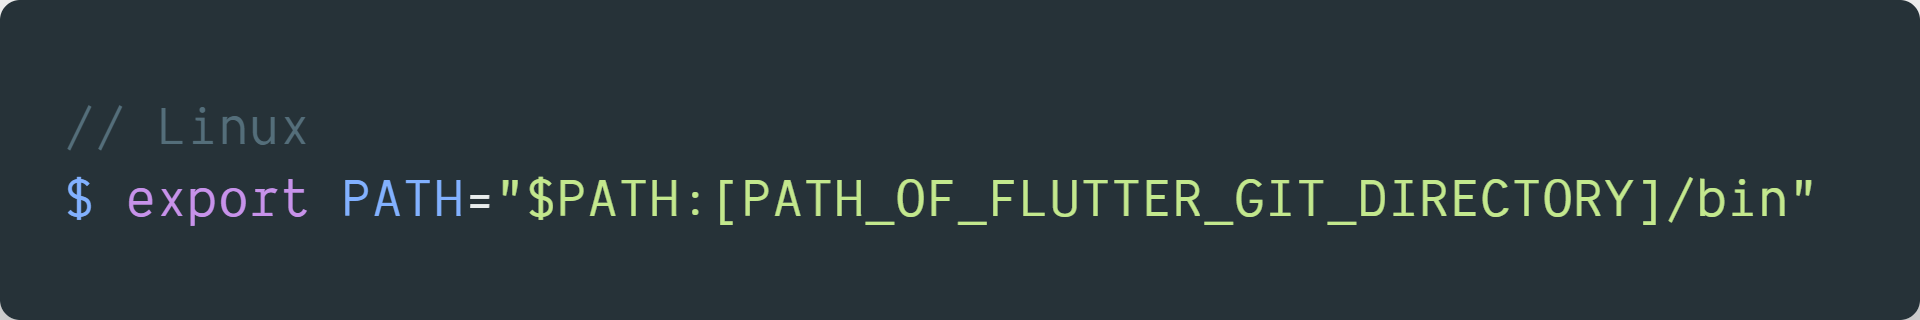 // Linux
$ export PATH="$PATH:[PATH_OF_FLUTTER_GIT_DIRECTORY]/bin"